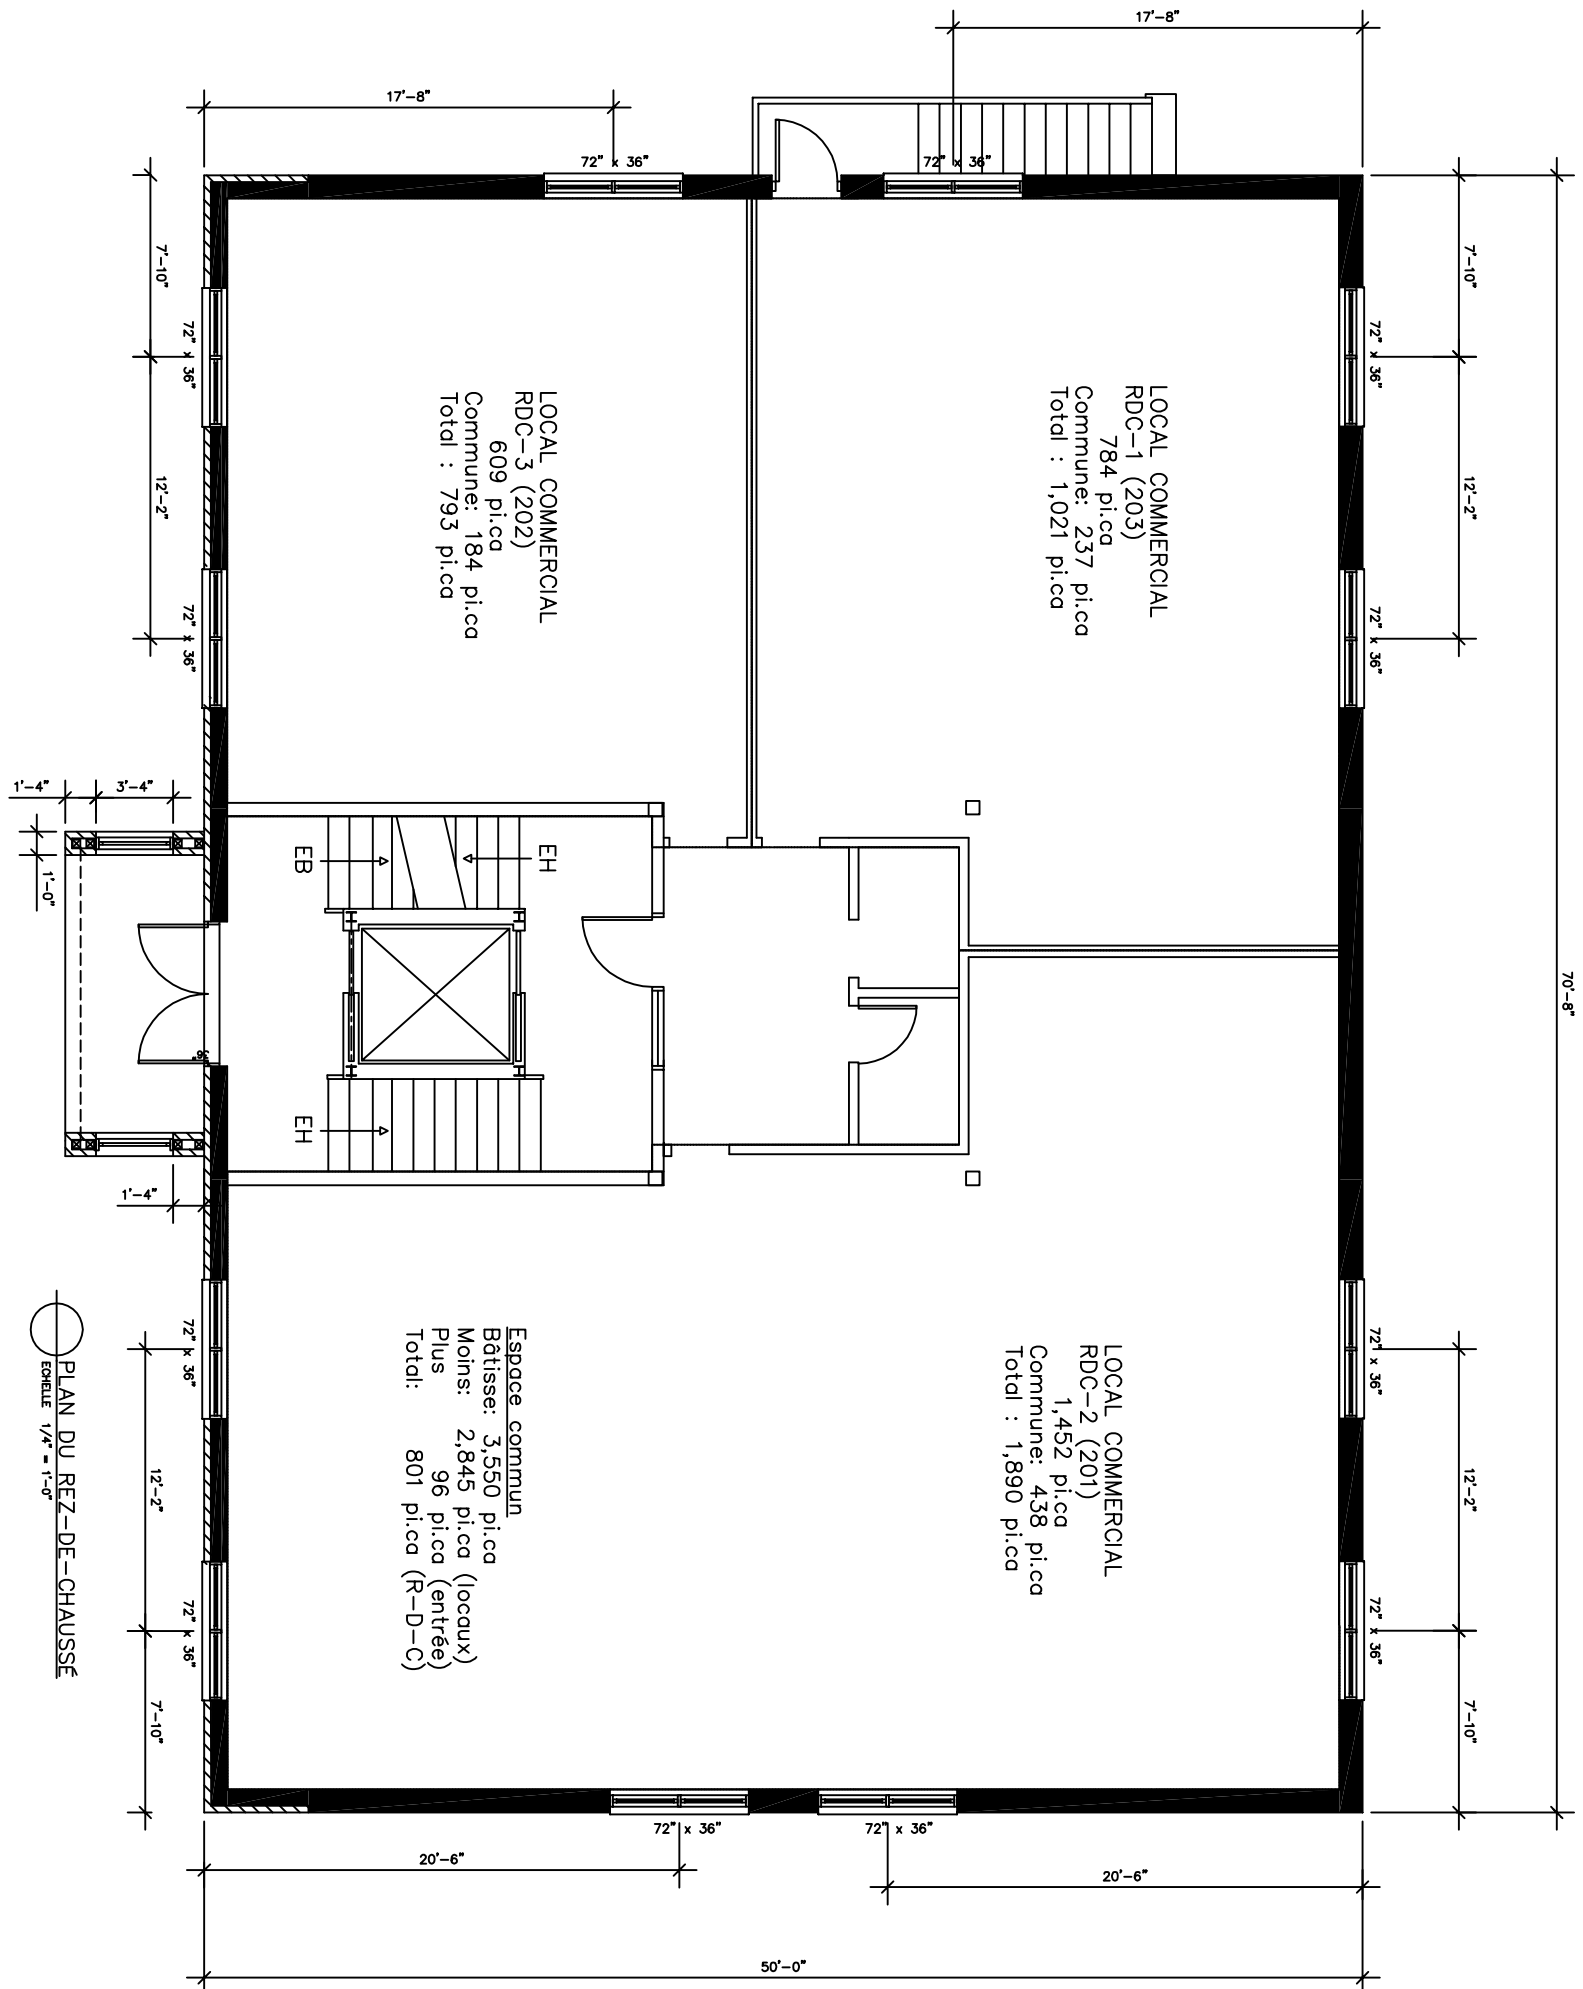 17'-8"
17'-8"
72" x 36"
72" x 36"
7'-10"
12'-2"
72" x 36"
72" x 36"
7'-10"
12'-2"
72" x 36"
72" x 36"
70'-8"
LOCAL COMMERCIAL
RDC-1 (203)
784 pi.ca
Commune: 237 pi.ca
Total : 1,021 pi.ca
LOCAL COMMERCIAL
RDC-3 (202)
609 pi.ca
Commune: 184 pi.ca
Total : 793 pi.ca
1'-4"
3'-4"
1'-0"
EB
EH
EH
36"
1'-4"
LOCAL COMMERCIAL
RDC-2 (201)
1,452 pi.ca
Commune: 438 pi.ca
Total : 1,890 pi.ca
Espace commun
Bâtisse: 3,550 pi.ca
Moins: 2,845 pi.ca (locaux)
Plus 96 pi.ca (entrée)
Total: 801 pi.ca (R-D-C)
72" x 36"
72" x 36"
12'-2"
7'-10"
72" x 36"
72" x 36"
12'-2"
7'-10"
72" x 36"
72" x 36"
20'-6"
20'-6"
50'-0"
PLAN DU REZ-DE-CHAUSSÉ
ECHELLE 1/4" = 1'-0"